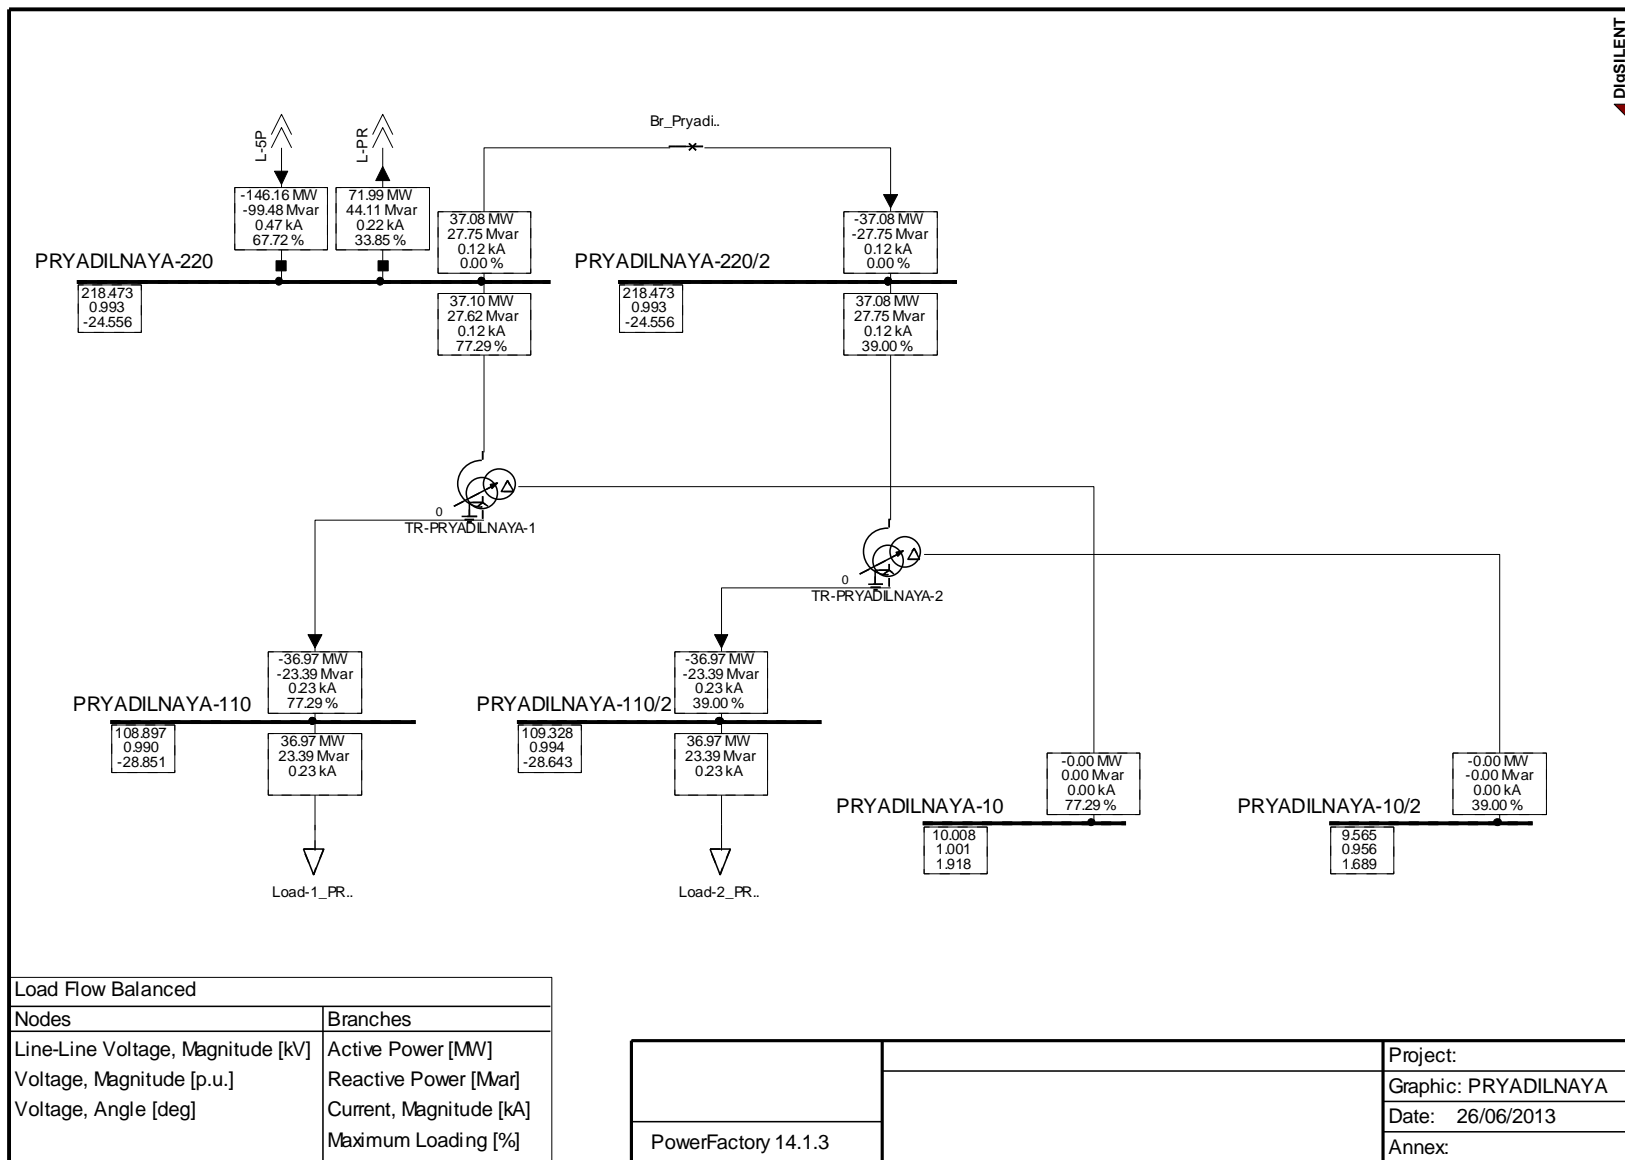 DIgSILENT
Br_Pryadi..
L-5P
L-PR
-146.16 MW
-99.48 Mvar
0.47 kA
67.72 %
71.99 MW
44.11 Mvar
0.22 kA
33.85 %
37.08 MW
27.75 Mvar
0.12 kA
0.00 %
-37.08 MW
-27.75 Mvar
0.12 kA
0.00 %
PRYADILNAYA-220
PRYADILNAYA-220/2
218.473
0.993
-24.556
37.10 MW
27.62 Mvar
0.12 kA
77.29 %
218.473
0.993
-24.556
37.08 MW
27.75 Mvar
0.12 kA
39.00 %
0
TR-PRYADILNAYA-1
0
TR-PRYADILNAYA-2
-36.97 MW
-23.39 Mvar
0.23 kA
77.29 %
-36.97 MW
-23.39 Mvar
0.23 kA
39.00 %
PRYADILNAYA-110
PRYADILNAYA-110/2
108.897
0.990
-28.851
36.97 MW
23.39 Mvar
0.23 kA
109.328
0.994
-28.643
36.97 MW
23.39 Mvar
0.23 kA
-0.00 MW
0.00 Mvar
0.00 kA
77.29 %
-0.00 MW
-0.00 Mvar
0.00 kA
39.00 %
PRYADILNAYA-10
PRYADILNAYA-10/2
10.008
1.001
1.918
9.565
0.956
1.689
Load-1_PR..
Load-2_PR..
Load Flow Balanced
Nodes
Branches
Line-Line Voltage, Magnitude [kV]
Active Power [MW]
Voltage, Magnitude [p.u.]
Reactive Power [Mvar]
Voltage, Angle [deg]
Current, Magnitude [kA]
Maximum Loading [%]
PowerFactory 14.1.3
Project:
Graphic: PRYADILNAYA
Date: 26/06/2013
Annex: